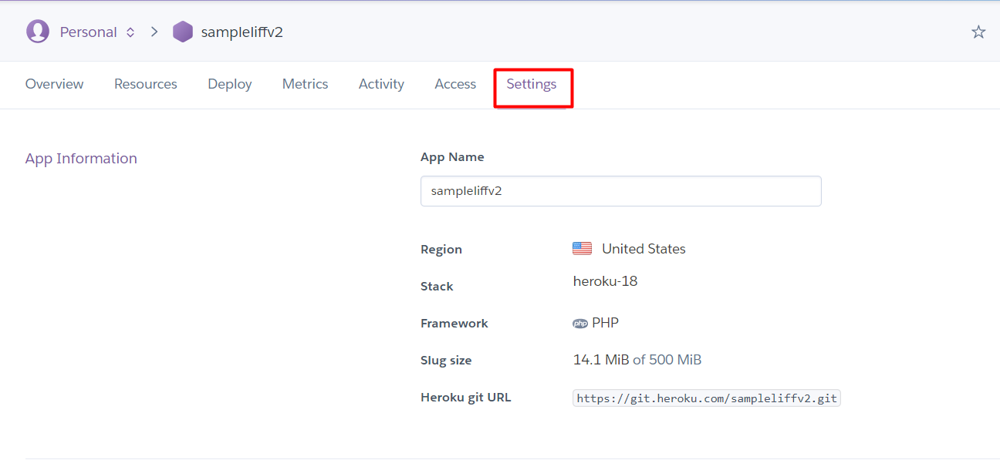 Personal sampleliffv2
Overview Resources Deploy Metrics Activity Access Settings
App Information
App Name
sampleliffv2
Region United States
Stack heroku-18
Framework php PHP
Slug size 14.1 MiB of 500 MiB
Heroku git URL https://git.heroku.com/sampleliffv2.git